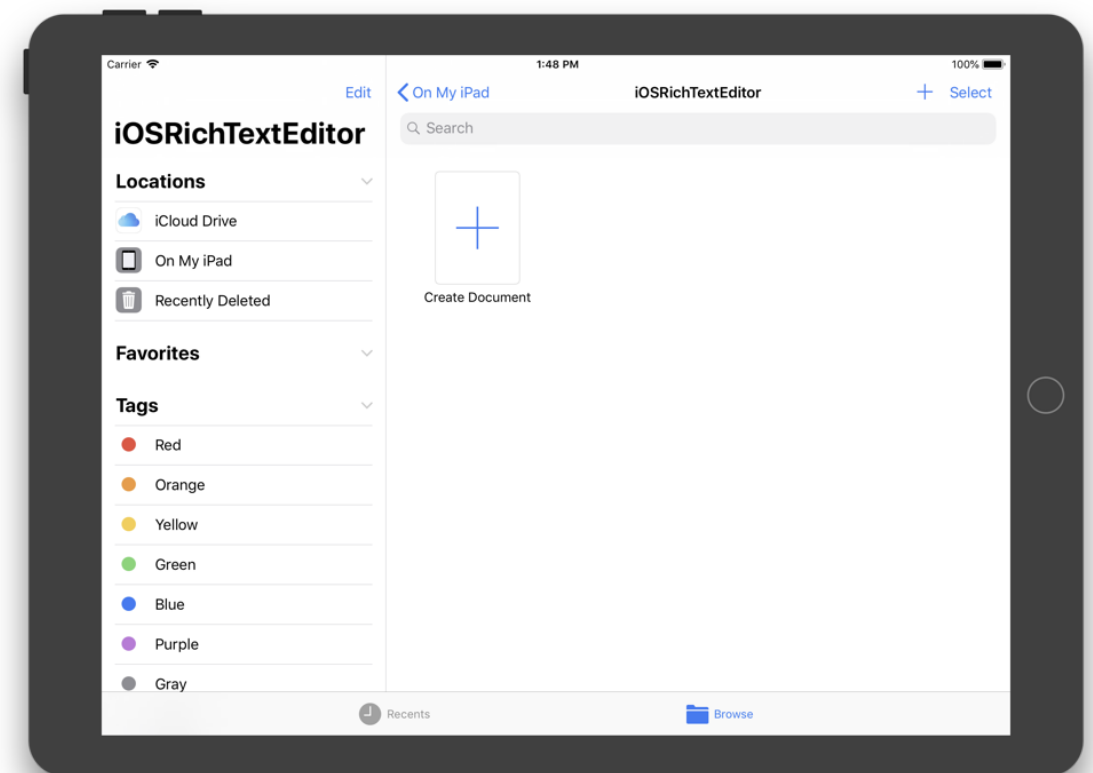 Carrier
1:48 PM
100%
Edit
On My iPad
iOSRichTextEditor
Select
iOSRichTextEditor
Search
Locations
iCloud Drive
On My iPad
Recently Deleted
Create Document
Favorites
Tags
Red
Orange
Yellow
Green
Blue
Purple
Gray
Recents
Browse